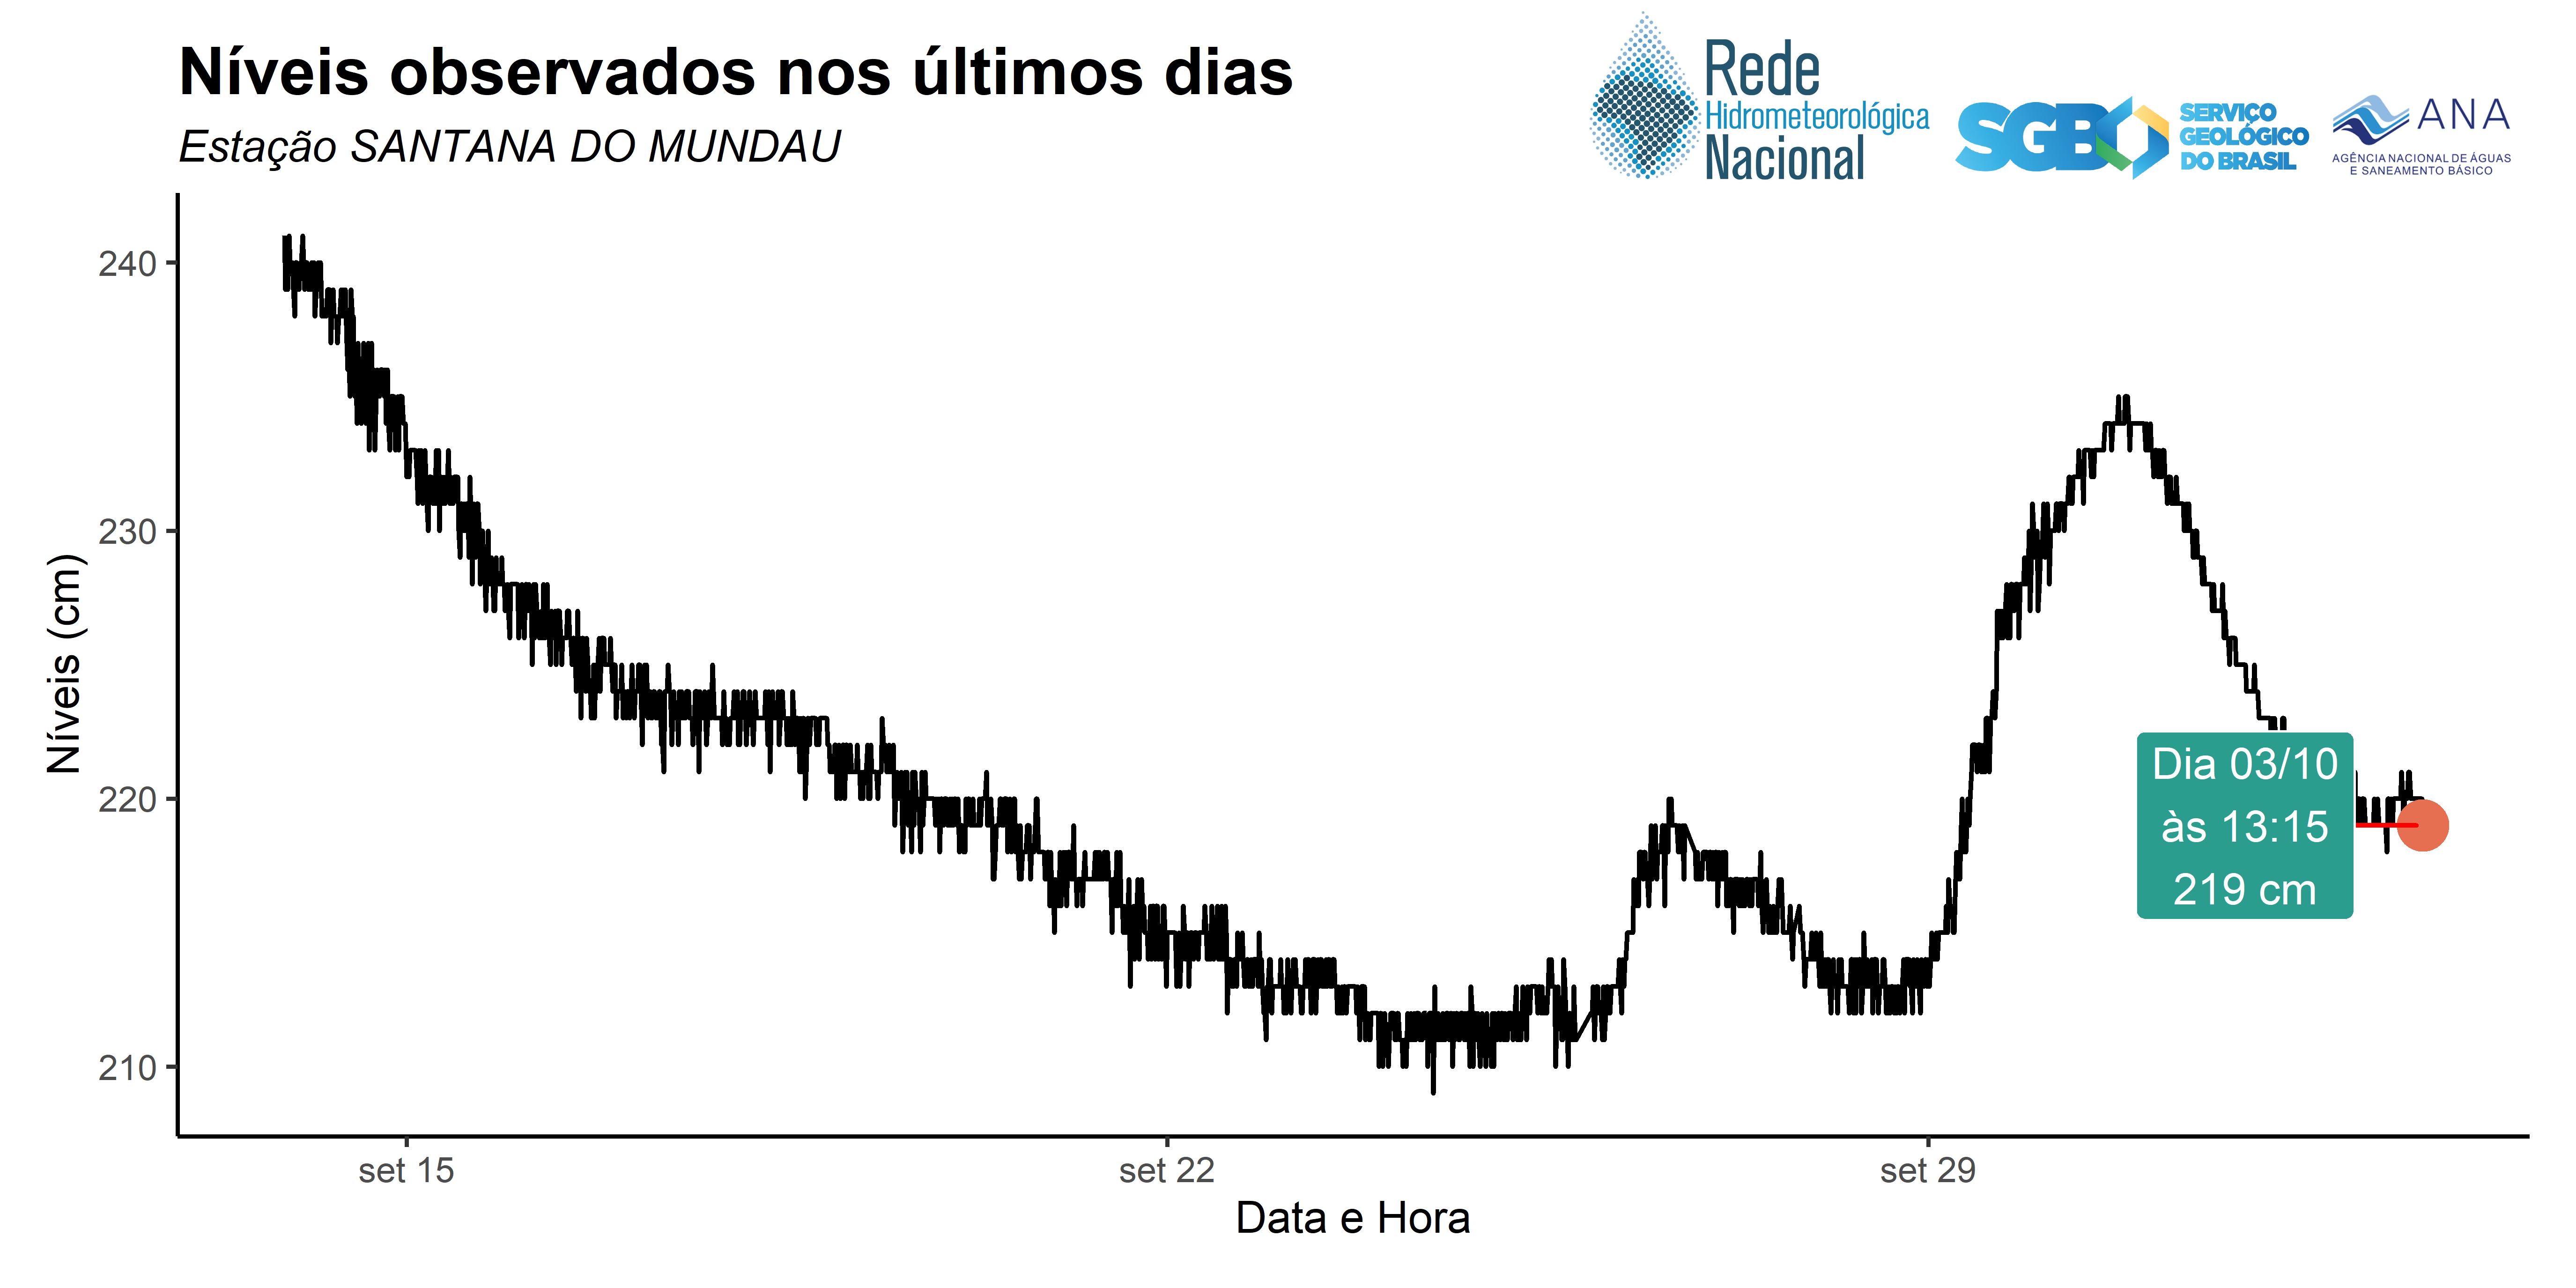 Níveis observados nos últimos dias
Estação SANTANA DO MUNDAU
Rede
Hidrometeorológica
Nacional
SGB
SERVIÇO
GEOLÓGICO
DO BRASIL
ANA
AGÊNCIA NACIONAL DE ÁGUAS
E SANEAMENTO BÁSICO
Níveis (cm)
240
230
220
210
Dia 03/10
às 13:15
219 cm
set 15
set 22
set 29
Data e Hora